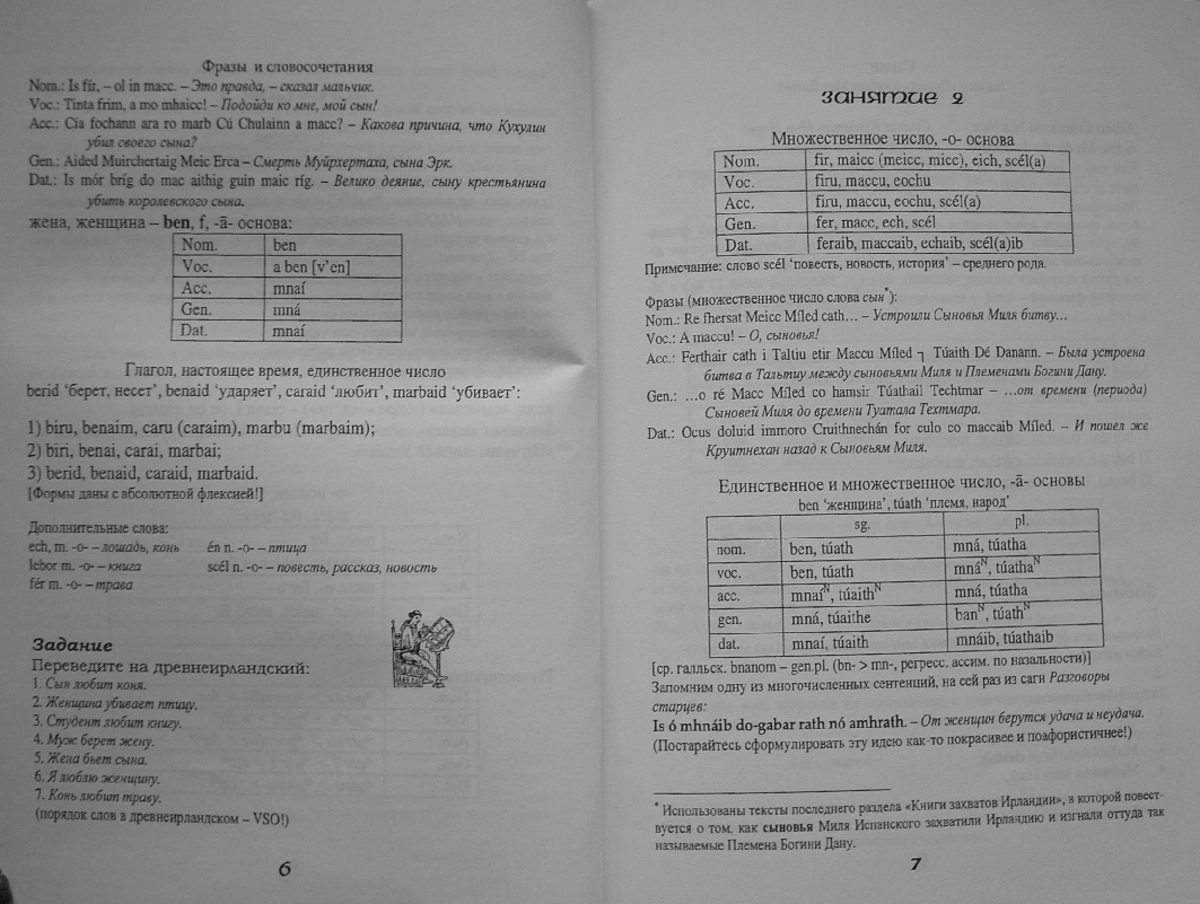 Фразы и словосочетания
Nom.: Is fír, – ol in macc. – Это правда, – сказал мальчик.
Voc.: Tinta frim, a mo mhaicc! – Подойди ко мне, мой сын!
Acc.: Cía fochann ara ro marb Cú Chulainn a macc? – Какова причина, что Кухулин
убил своего сына?
Gen.: Aided Muirchertaig Meic Erca – Смерть Муйрхертаха, сына Эрк.
Dat.: Is mór bríg do mac aithig guin maic ríg. – Велико деяние, сыну крестьянина
убить королевского сына.
жена, женщина – ben, f, -ā- основа:
Nom. ben
Voc. a ben [v'en]
Acc. mnaí
Gen. mná
Dat. mnaí
Глагол, настоящее время, единственное число
berid 'берет, несет', benaid 'ударяет', caraid 'любит', marbaid 'убивает':
1) biru, benaim, caru (caraim), marbu (marbaim);
2) biri, benai, carai, marbai;
3) berid, benaid, caraid, marbaid.
[Формы даны с абсолютной флексией!]
Дополнительные слова:
ech, m. -o- – лошадь, конь én n. -o- – птица
lebor m. -o- – книга scél n. -o- – повесть, рассказ, новость
fér m. -o- – трава
Задание
Переведите на древнеирландский:
1. Сын любит коня.
2. Женщина убивает птицу.
3. Студент любит книгу.
4. Муж берет жену.
5. Жена бьет сына.
6. Я люблю женщину.
7. Конь любит траву.
(порядок слов в древнеирландском – VSO!)
6
Занятие 2
Множественное число, -о- основа
Nom. fir, maicc (meicc, micc), eich, scél(a)
Voc. firu, maccu, eochu
Acc. firu, maccu, eochu, scél(a)
Gen. fer, macc, ech, scél
Dat. feraib, maccaib, echaib, scél(a)ib
Примечание: слово scél 'повесть, новость, история' – среднего рода.
Фразы (множественное число слова сын*):
Nom.: Re fhersat Meicc Míled cath… – Устроили Сыновья Миля битву…
Voc.: A maccu! – О, сыновья!
Acc.: Ferthair cath i Taltiu etir Maccu Míled ┐ Túaith Dé Danann. – Была устроена
битва в Тальтиу между сыновьями Миля и Племенами Богини Дану.
Gen.: …o ré Macc Míled co hamsir Túathail Techtmar – …от времени (периода)
Сыновей Миля до времени Туатала Техтмара.
Dat.: Ocus doluid immoro Cruithnechán for culo co maccaib Míled. – И пошел же
Круитнехан назад к Сыновьям Миля.
Единственное и множественное число, -ā- основы
ben 'женщина', túath 'племя, народ'
sg. pl.
nom. ben, túath mná, túatha
voc. ben, túath mnáᴺ, túathaᴺ
acc. mnaíᴺ, túaithᴺ mná, túatha
gen. mná, túaithe banᴺ, túathᴺ
dat. mnaí, túaith mnáib, túathaib
[ср. галльск. bnanom – gen.pl. (bn- > mn-, регресс. ассим. по назальности)]
Запомним одну из многочисленных сентенций, на сей раз из саги Разговоры
старцев:
Is ó mhnáib do-gabar rath nó amhrath. – От женщин берутся удача и неудача.
(Постарайтесь сформулировать эту идею как-то покрасивее и поафористичнее!)
* Использованы тексты последнего раздела «Книги захватов Ирландии», в которой повест-
вуется о том, как сыновья Миля Испанского захватили Ирландию и изгнали оттуда так
называемые Племена Богини Дану.
7